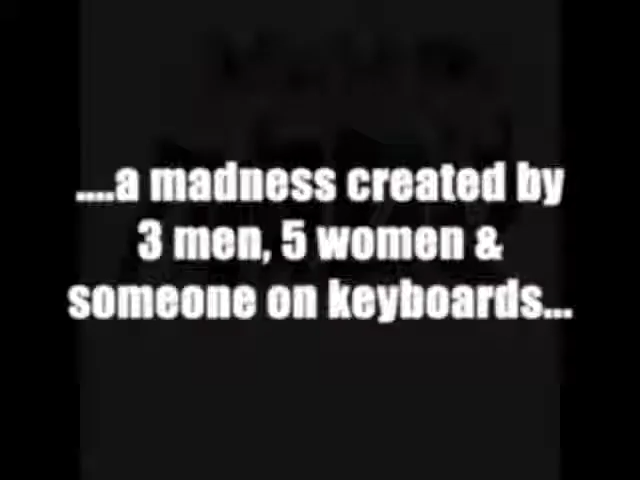 ....a madness created by
3 men, 5 women &
someone on keyboards...